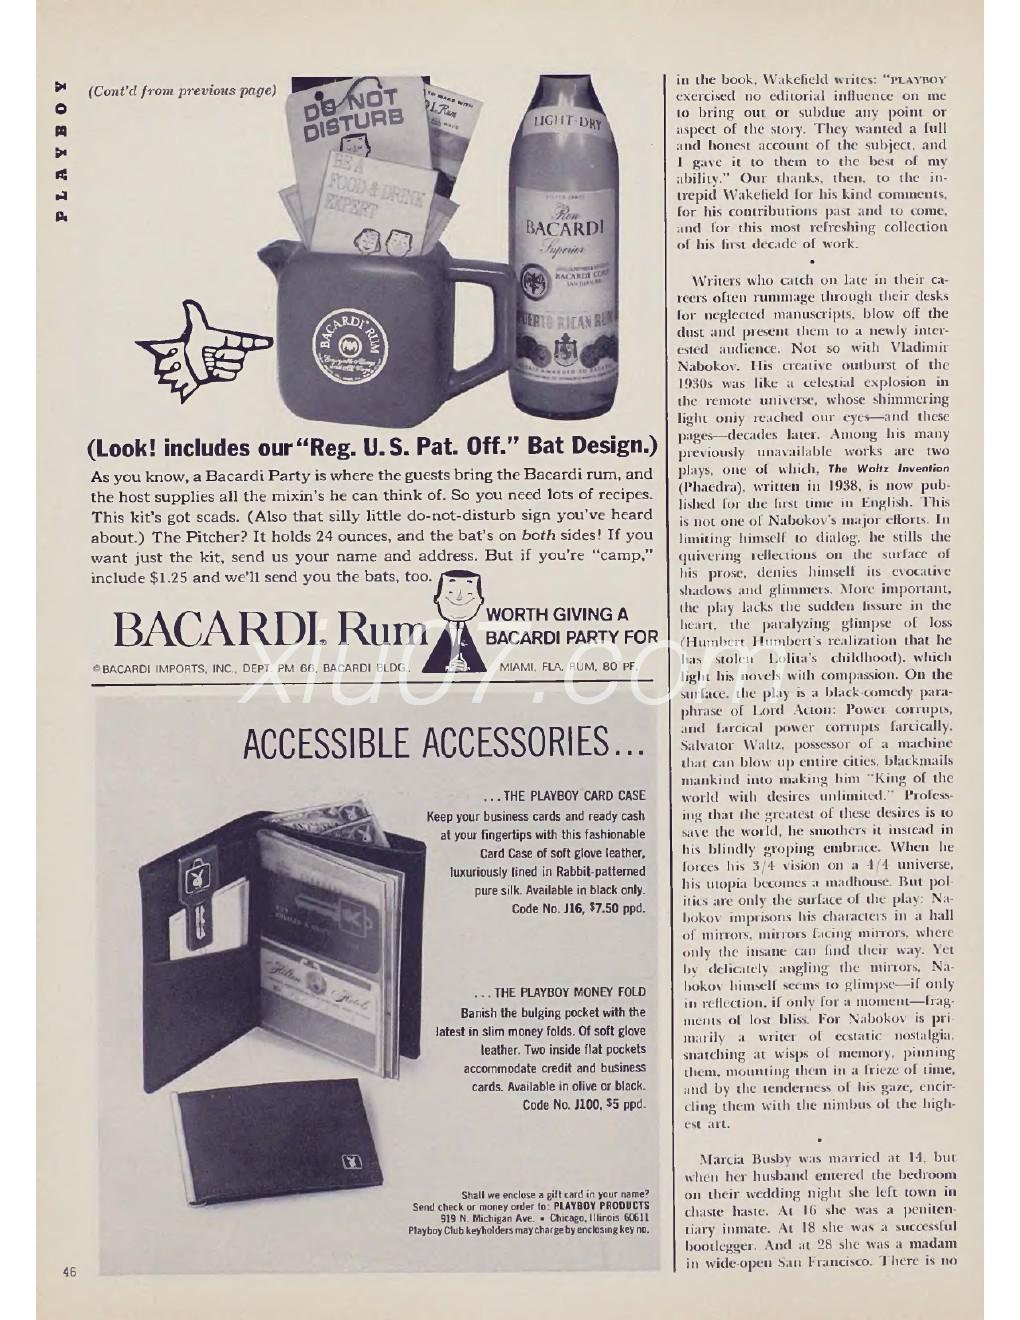 PLAYBOY
(Cont'd from previous page)
DO NOT
DISTURB
BE A
FOOD & DRINK
EXPERT
LIGHT-DRY
Ron
BACARDI
Superior
PUERTO RICAN RUM
BACARDI RUM
(Look! includes our "Reg. U.S. Pat. Off." Bat Design.)
As you know, a Bacardi Party is where the guests bring the Bacardi rum, and
the host supplies all the mixin's he can think of. So you need lots of recipes.
This kit's got scads. (Also that silly little do-not-disturb sign you've heard
about.) The Pitcher? It holds 24 ounces, and the bat's on both sides! If you
want just the kit, send us your name and address. But if you're "camp,"
include $1.25 and we'll send you the bats, too.
BACARDI® Rum
WORTH GIVING A
BACARDI PARTY FOR
© BACARDI IMPORTS, INC., DEPT. PM 66, BACARDI BLDG., MIAMI, FLA. RUM, 80 PF.
xiu07.com
ACCESSIBLE ACCESSORIES...
...THE PLAYBOY CARD CASE
Keep your business cards and ready cash
at your fingertips with this fashionable
Card Case of soft glove leather,
luxuriously lined in Rabbit-patterned
pure silk. Available in black only.
Code No. J16, $7.50 ppd.
Hilton Hotels
...THE PLAYBOY MONEY FOLD
Banish the bulging pocket with the
latest in slim money folds. Of soft glove
leather. Two inside flat pockets
accommodate credit and business
cards. Available in olive or black.
Code No. J100, $5 ppd.
Shall we enclose a gift card in your name?
Send check or money order to: PLAYBOY PRODUCTS
919 N. Michigan Ave. • Chicago, Illinois 60611
Playboy Club keyholders may charge by enclosing key no.
46
in the book, Wakefield writes: "PLAYBOY
exercised no editorial influence on me
to bring out or subdue any point or
aspect of the story. They wanted a full
and honest account of the subject, and
I gave it to them to the best of my
ability." Our thanks, then, to the in-
trepid Wakefield for his kind comments,
for his contributions past and to come,
and for this most refreshing collection
of his first decade of work.
•
Writers who catch on late in their ca-
reers often rummage through their desks
for neglected manuscripts, blow off the
dust and present them to a newly inter-
ested audience. Not so with Vladimir
Nabokov. His creative outburst of the
1930s was like a celestial explosion in
the remote universe, whose shimmering
light only reached our eyes—and these
pages—decades later. Among his many
previously unavailable works are two
plays, one of which, The Waltz Invention
(Phaedra), written in 1938, is now pub-
lished for the first time in English. This
is not one of Nabokov's major efforts. In
limiting himself to dialog, he stills the
quivering reflections on the surface of
his prose, denies himself its evocative
shadows and glimmers. More important,
the play lacks the sudden fissure in the
heart, the paralyzing glimpse of loss
(Humbert Humbert's realization that he
has stolen Lolita's childhood), which
light his novels with compassion. On the
surface, the play is a black-comedy para-
phrase of Lord Acton: Power corrupts,
and farcical power corrupts farcically.
Salvator Waltz, possessor of a machine
that can blow up entire cities, blackmails
mankind into making him "King of the
world with desires unlimited." Profess-
ing that the greatest of these desires is to
save the world, he smothers it instead in
his blindly groping embrace. When he
forces his 3/4 vision on a 4/4 universe,
his utopia becomes a madhouse. But pol-
itics are only the surface of the play: Na-
bokov imprisons his characters in a hall
of mirrors, mirrors facing mirrors, where
only the insane can find their way. Yet
by delicately angling the mirrors, Na-
bokov himself seems to glimpse—if only
in reflection, if only for a moment—frag-
ments of lost bliss. For Nabokov is pri-
marily a writer of ecstatic nostalgia,
snatching at wisps of memory, pinning
them, mounting them in a frieze of time,
and by the tenderness of his gaze, encir-
cling them with the nimbus of the high-
est art.
•
Marcia Busby was married at 14, but
when her husband entered the bedroom
on their wedding night she left town in
chaste haste. At 16 she was a peniten-
tiary inmate. At 18 she was a successful
bootlegger. And at 28 she was a madam
in wide-open San Francisco. There is no